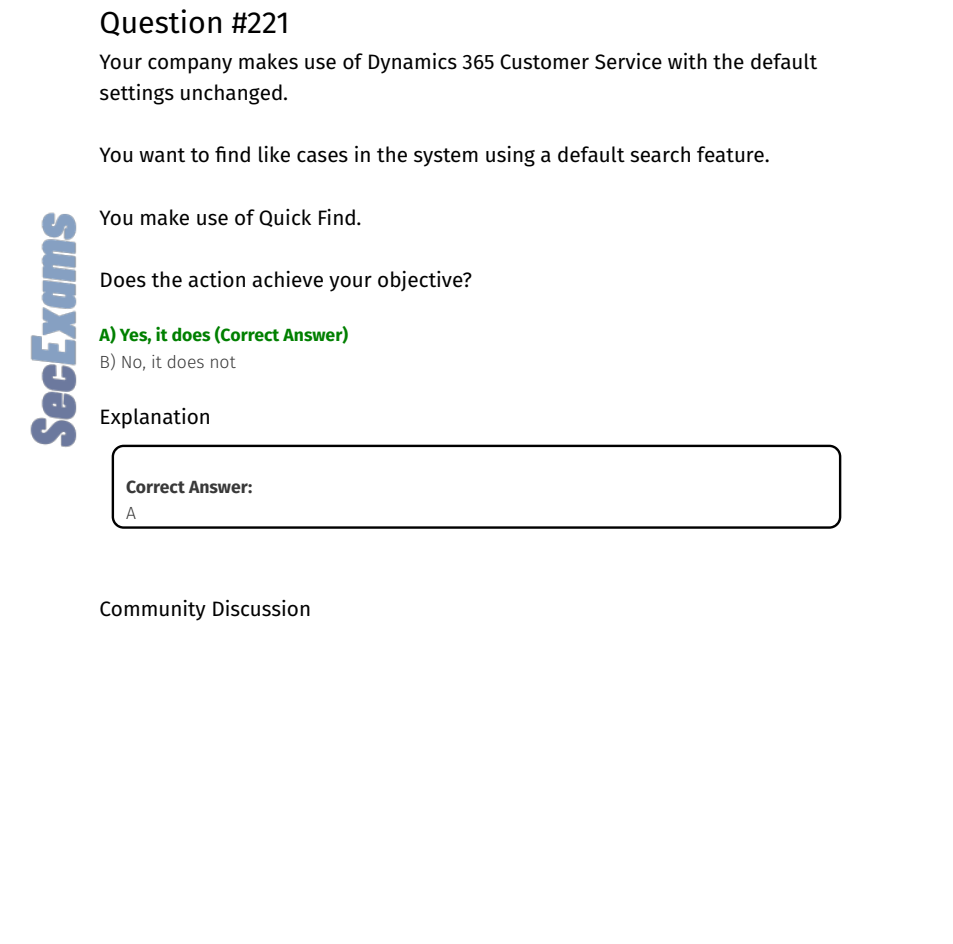 Question #221
Your company makes use of Dynamics 365 Customer Service with the default
settings unchanged.
You want to find like cases in the system using a default search feature.
You make use of Quick Find.
Does the action achieve your objective?
A) Yes, it does (Correct Answer)
B) No, it does not
Explanation
Correct Answer:
A
Community Discussion
SecExams